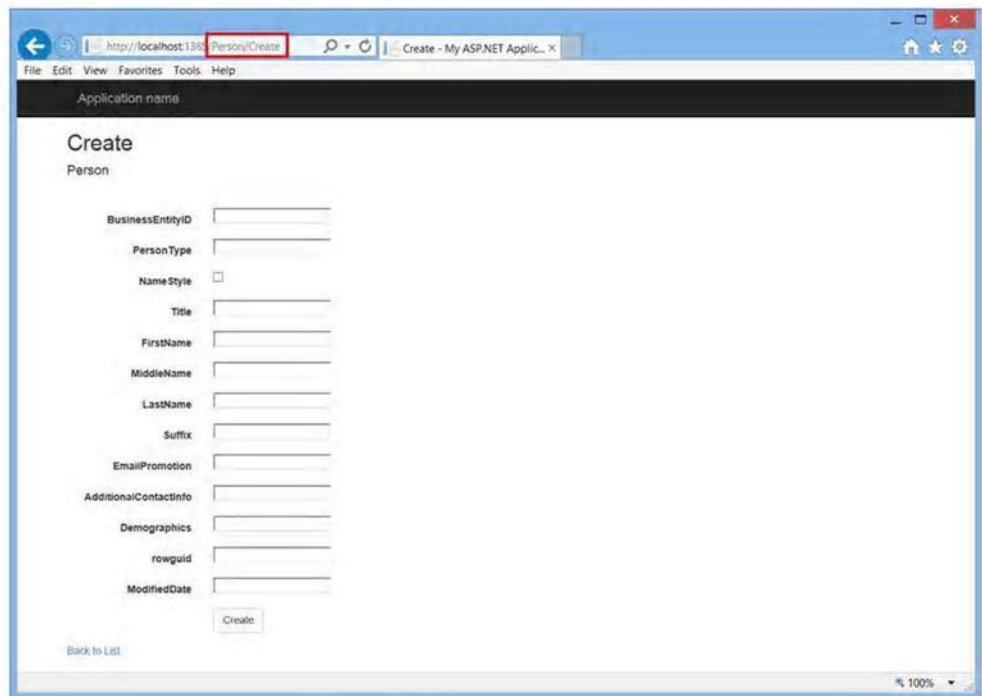 http://localhost:1385/Person/Create
Create - My ASP.NET Applic... ×
File Edit View Favorites Tools Help
Application name
Create
Person
BusinessEntityID
PersonType
NameStyle
Title
FirstName
MiddleName
LastName
Suffix
EmailPromotion
AdditionalContactInfo
Demographics
rowguid
ModifiedDate
Create
Back to List
100%